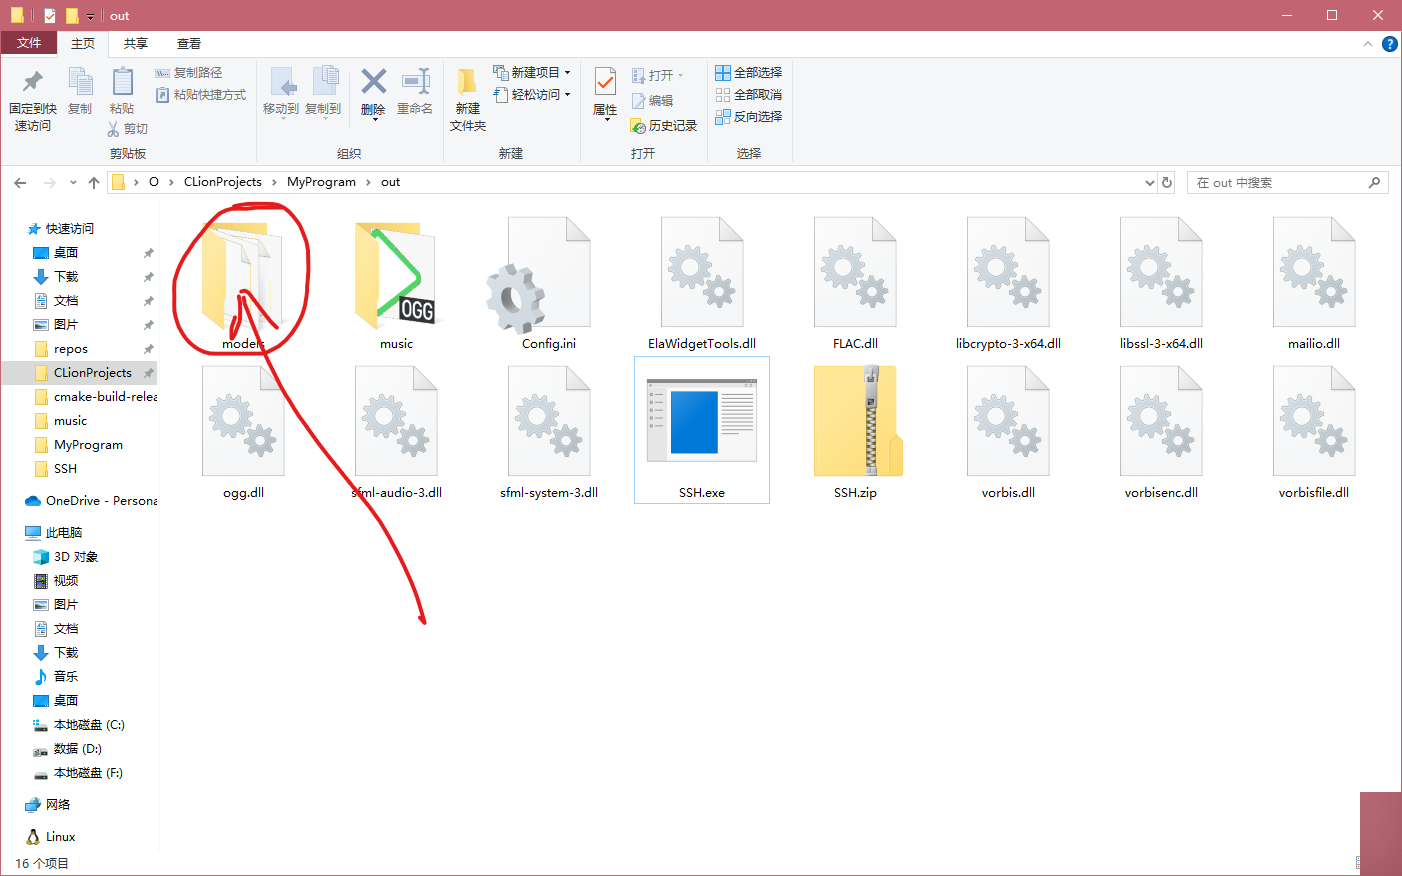 out
文件 主页 共享 查看
固定到快速访问
复制
粘贴
复制路径
粘贴快捷方式
剪切
剪贴板
移动到
复制到
删除
重命名
组织
新建文件夹
新建项目
轻松访问
新建
属性
打开
编辑
历史记录
打开
全部选择
全部取消
反向选择
选择
O CLionProjects MyProgram out
在 out 中搜索
快速访问
桌面
下载
文档
图片
repos
CLionProjects
cmake-build-relea
music
MyProgram
SSH
OneDrive - Persona
此电脑
3D 对象
视频
图片
文档
下载
音乐
桌面
本地磁盘 (C:)
数据 (D:)
本地磁盘 (F:)
网络
Linux
models
music
OGG
Config.ini
ElaWidgetTools.dll
FLAC.dll
libcrypto-3-x64.dll
libssl-3-x64.dll
mailio.dll
ogg.dll
sfml-audio-3.dll
sfml-system-3.dll
SSH.exe
SSH.zip
vorbis.dll
vorbisenc.dll
vorbisfile.dll
16 个项目